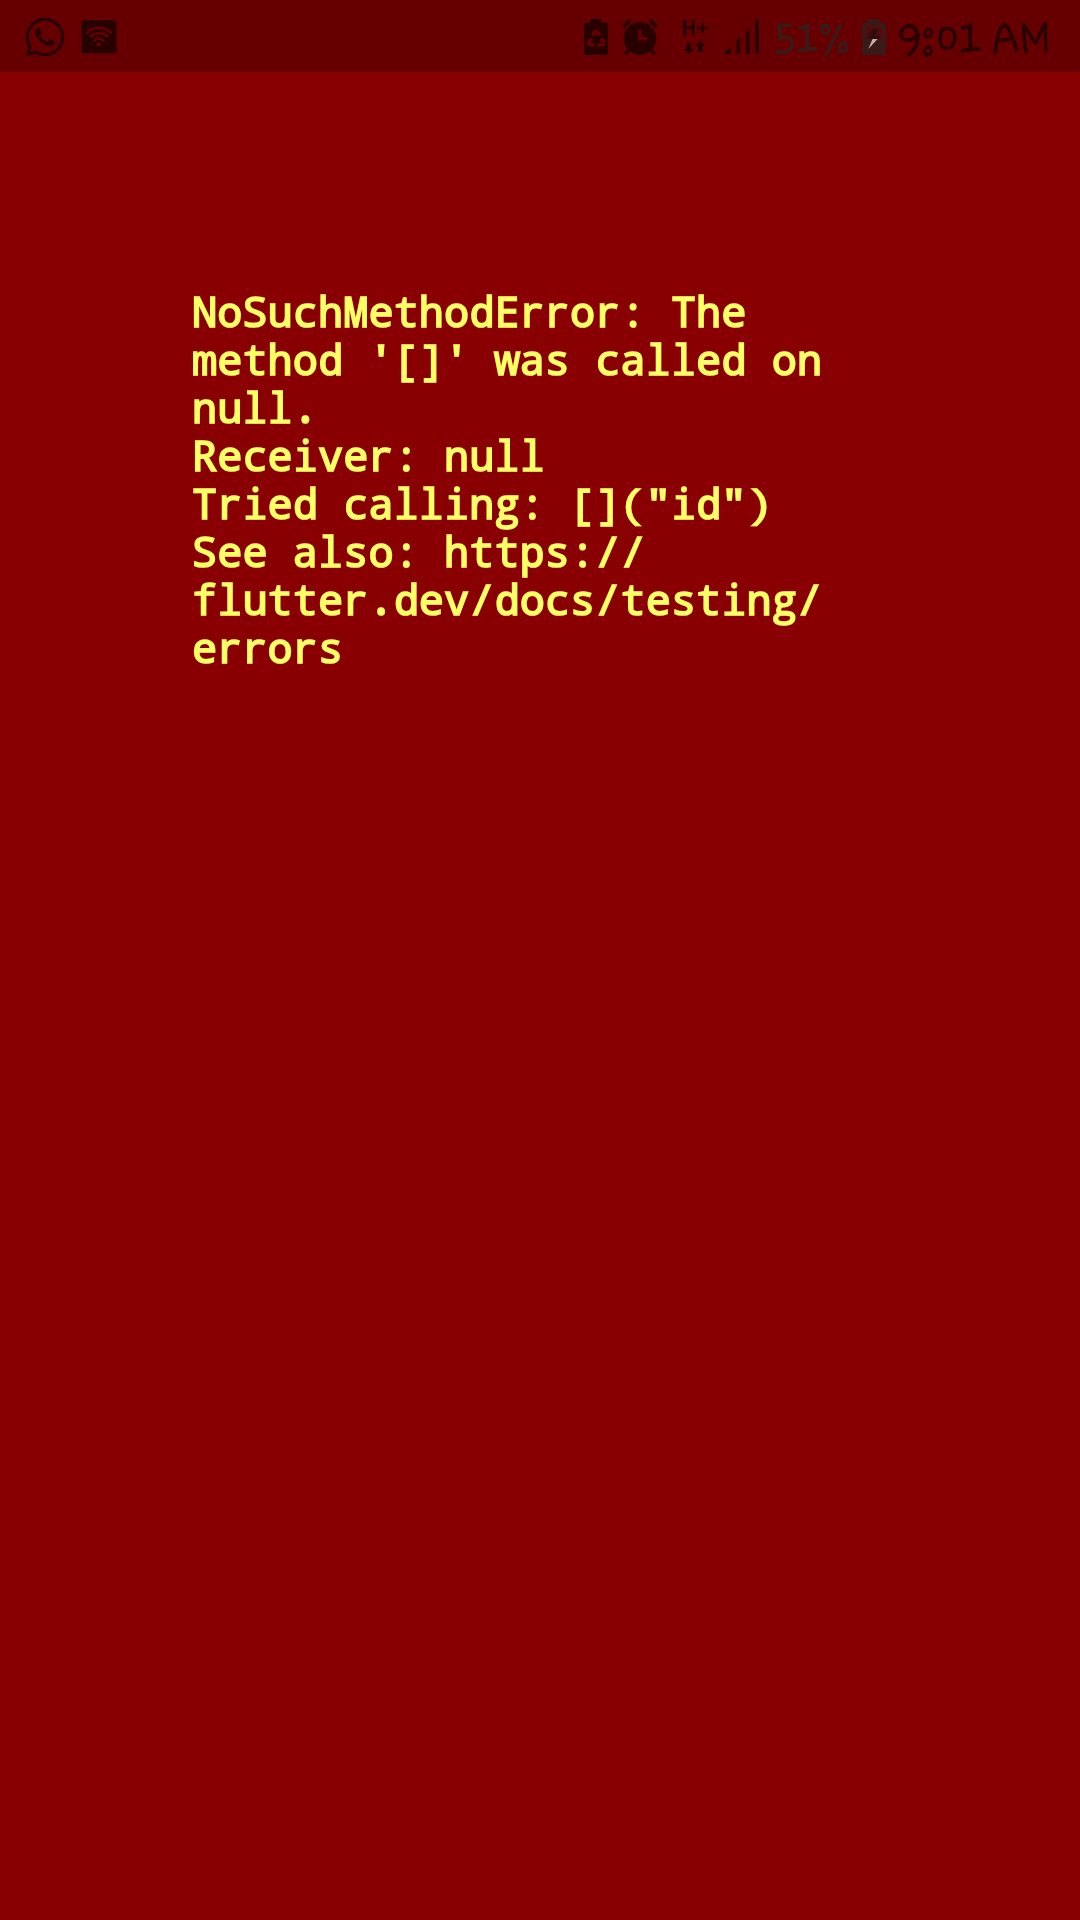 H+ 51% 9:01 AM
NoSuchMethodError: The
method '[]' was called on
null.
Receiver: null
Tried calling: []("id")
See also: https://
flutter.dev/docs/testing/
errors